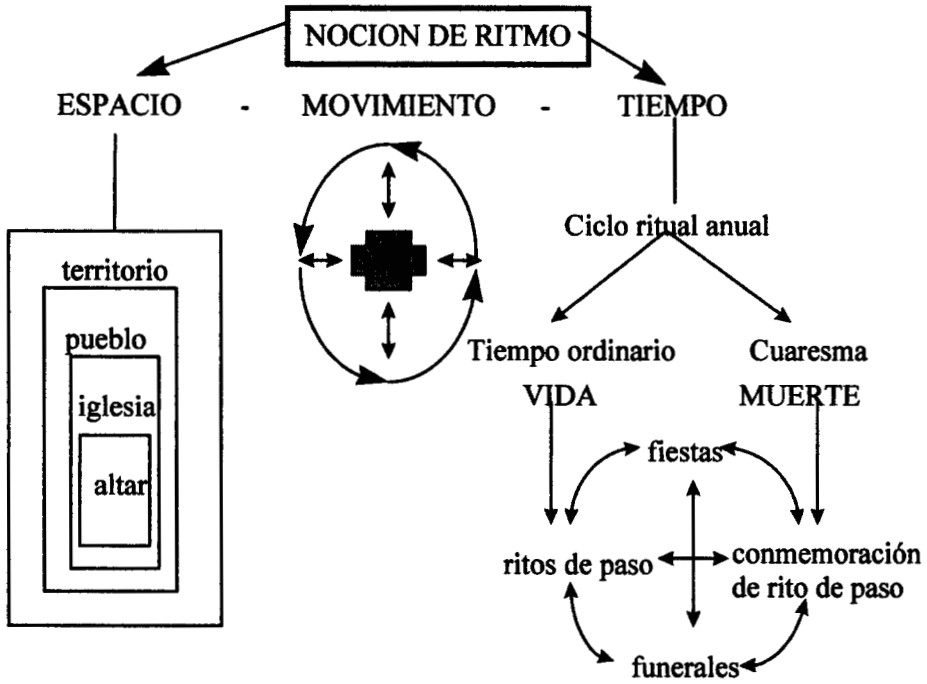 NOCION DE RITMO
ESPACIO - MOVIMIENTO - TIEMPO
Ciclo ritual anual
territorio
pueblo
iglesia
altar
Tiempo ordinario
VIDA
Cuaresma
MUERTE
fiestas
ritos de paso
conmemoración
de rito de paso
funerales